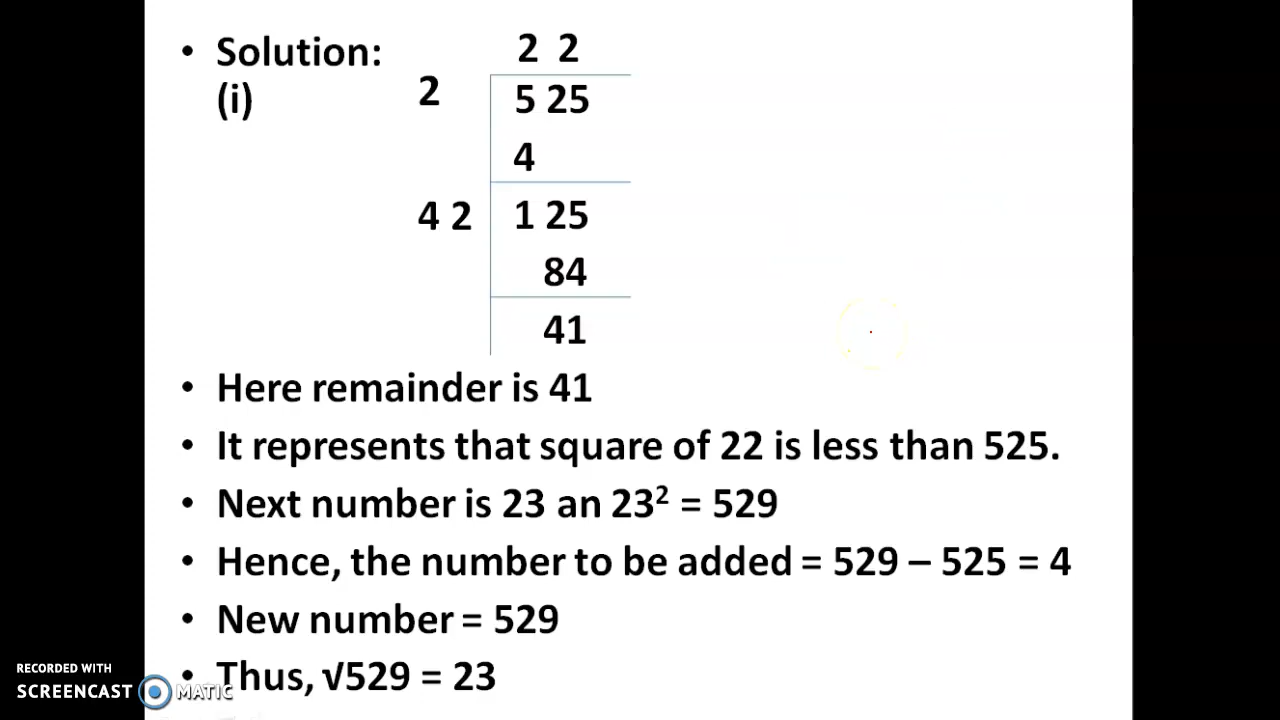 • Solution:
(i)
2 2
2
5 25
4
4 2
1 25
84
41
• Here remainder is 41
• It represents that square of 22 is less than 525.
• Next number is 23 an 23² = 529
• Hence, the number to be added = 529 – 525 = 4
• New number = 529
• Thus, √529 = 23
RECORDED WITH
SCREENCAST MATIC